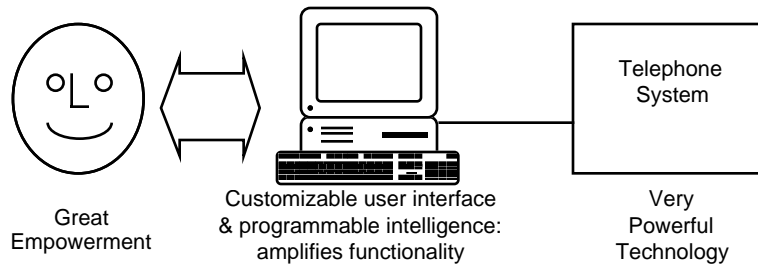 Telephone
System
Great
Empowerment
Customizable user interface
& programmable intelligence:
amplifies functionality
Very
Powerful
Technology